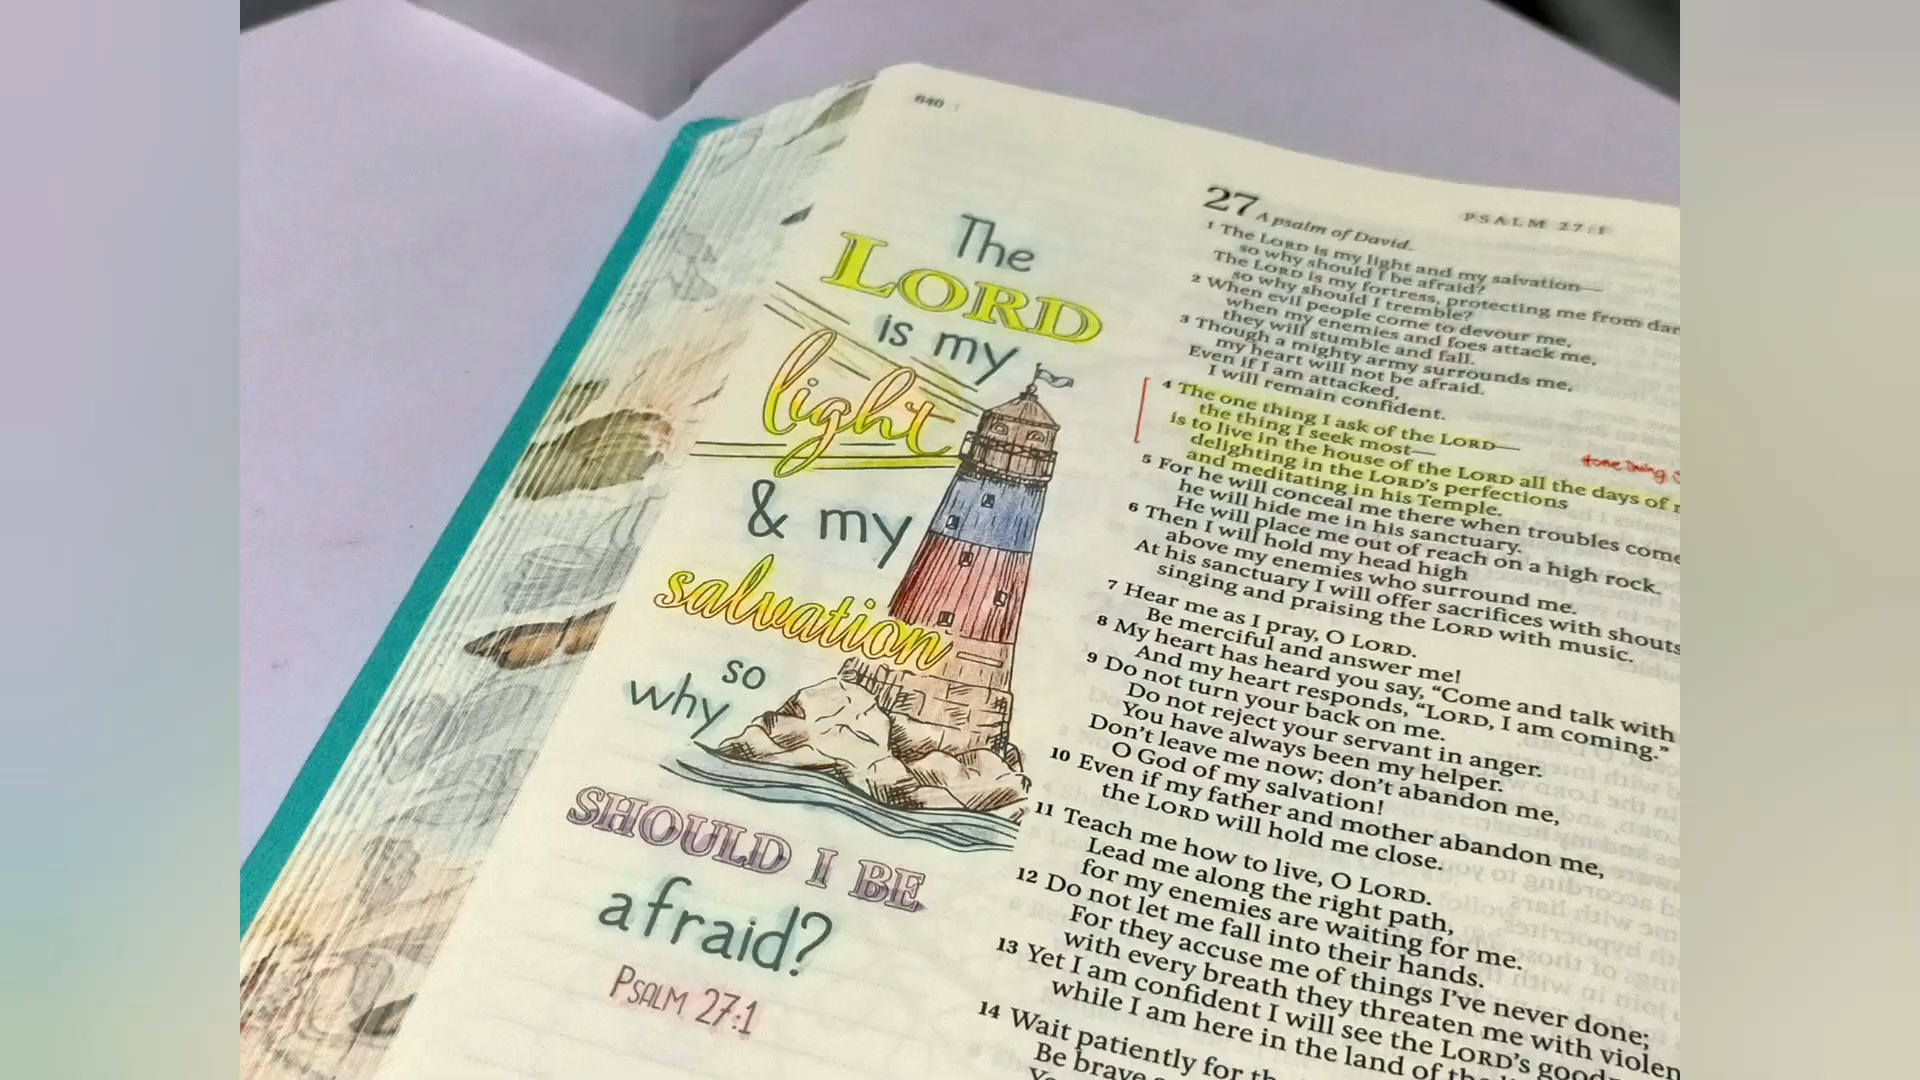 640
The
LORD
is my
light
& my
salvation
so
why
SHOULD I BE
afraid?
PSALM 27:1
PSALM 27:1
27 A psalm of David.
1 The LORD is my light and my salvation—
so why should I be afraid?
The LORD is my fortress, protecting me from
so why should I tremble?
2 When evil people come to devour me,
when my enemies and foes attack me,
they will stumble and fall.
3 Though a mighty army surrounds me,
my heart will not be afraid.
Even if I am attacked,
I will remain confident.
4 The one thing I ask of the LORD—
the thing I seek most—
is to live in the house of the LORD all the days of
delighting in the LORD's perfections
and meditating in his Temple.
5 For he will conceal me there when troubles come
he will hide me in his sanctuary.
He will place me out of reach on a high rock.
6 Then I will hold my head high
above my enemies who surround me.
At his sanctuary I will offer sacrifices with shouts
singing and praising the LORD with music.
7 Hear me as I pray, O LORD.
Be merciful and answer me!
8 My heart has heard you say, “Come and talk with
And my heart responds, “LORD, I am coming.”
9 Do not turn your back on me.
Do not reject your servant in anger.
You have always been my helper.
Don't leave me now; don't abandon me,
O God of my salvation!
10 Even if my father and mother abandon me,
the LORD will hold me close.
11 Teach me how to live, O LORD.
Lead me along the right path,
for my enemies are waiting for me.
12 Do not let me fall into their hands.
For they accuse me of things I've never done;
with every breath they threaten me with
13 Yet I am confident I will see the LORD's
while I am here in the land of
14 Wait patiently for
Be brave